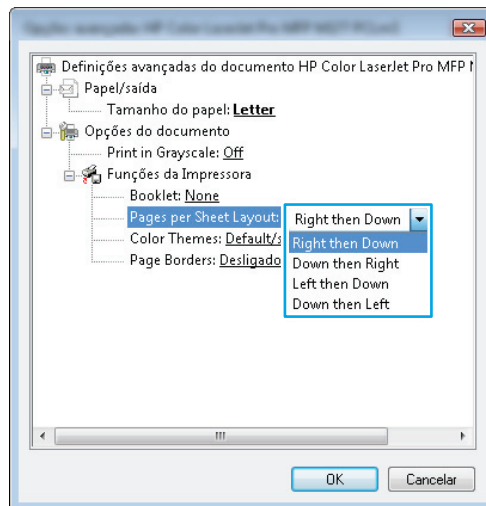 Definições avançadas do documento HP Color LaserJet Pro MFP
Papel/saída
Tamanho do papel: Letter
Opções do documento
Print in Grayscale: Off
Funções da Impressora
Booklet: None
Pages per Sheet Layout: Right then Down
Right then Down
Color Themes: Default/s
Down then Right
Page Borders: Desligado
Left then Down
Down then Left
OK Cancelar